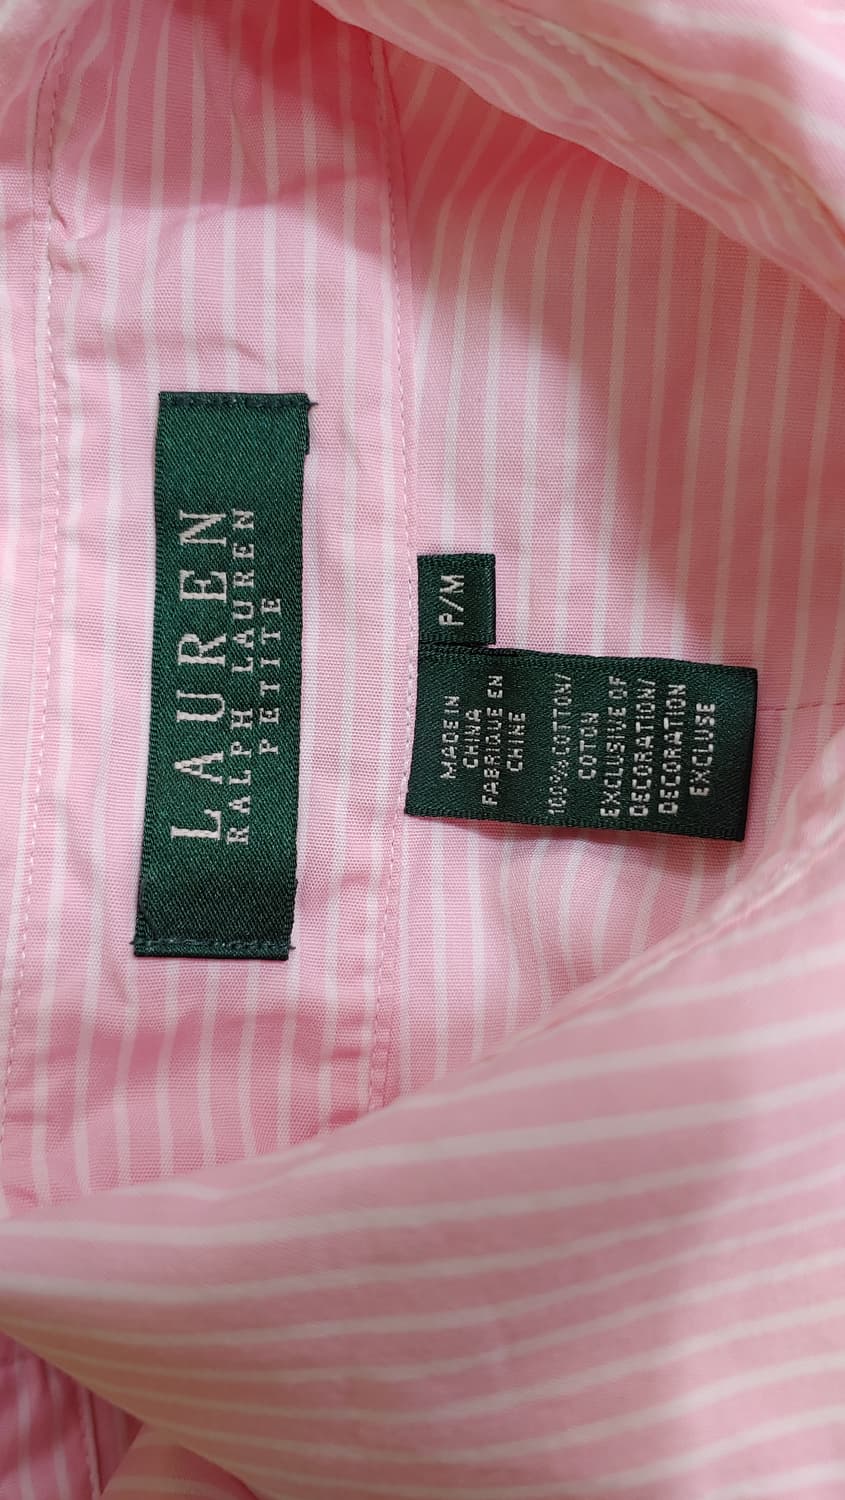 LAUREN
RALPH LAUREN
PETITE
P/M
MADE IN
CHINA
FABRIQUE EN
CHINE
100% COTTON/
COTON
EXCLUSIVE OF
DECORATION/
DECORATION
EXCLUSE